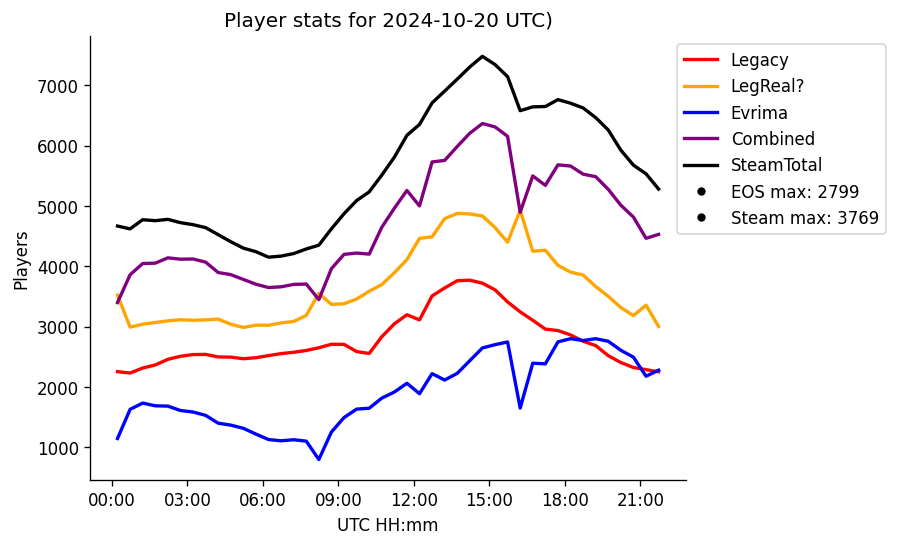 Player stats for 2024-10-20 UTC)
Legacy
LegReal?
Evrima
Combined
SteamTotal
EOS max: 2799
Steam max: 3769
Players
7000
6000
5000
4000
3000
2000
1000
00:00 03:00 06:00 09:00 12:00 15:00 18:00 21:00
UTC HH:mm